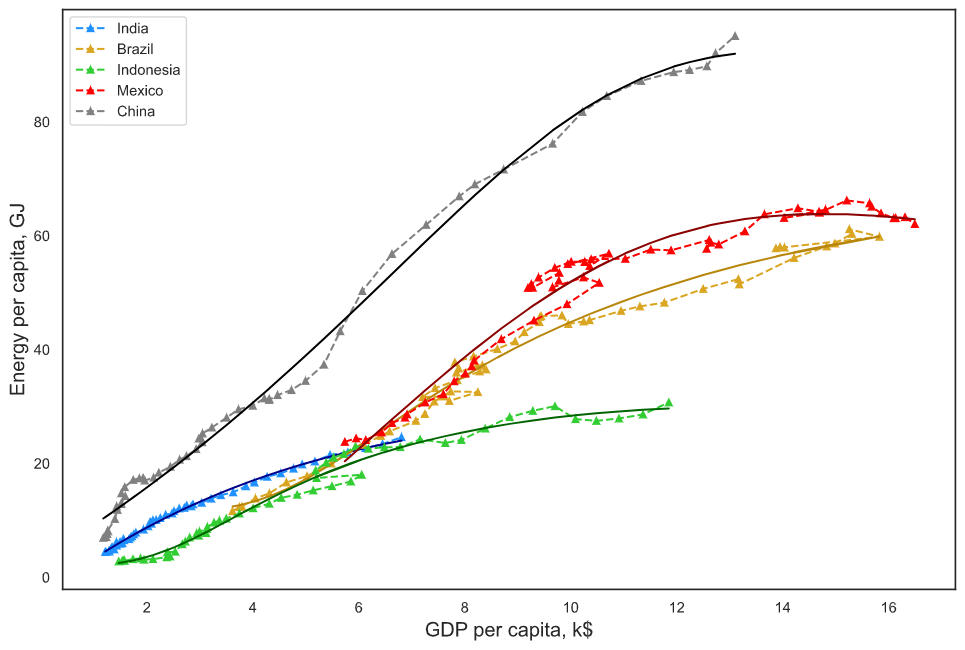 India
Brazil
Indonesia
Mexico
China
Energy per capita, GJ
80
60
40
20
0
2 4 6 8 10 12 14 16
GDP per capita, k$